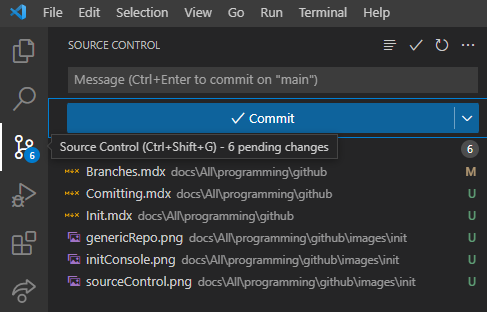 File Edit Selection View Go Run Terminal Help
SOURCE CONTROL
Message (Ctrl+Enter to commit on "main")
Commit
6
Source Control (Ctrl+Shift+G) - 6 pending changes
6
Branches.mdx docs\All\programming\github M
Comitting.mdx docs\All\programming\github U
Init.mdx docs\All\programming\github U
genericRepo.png docs\All\programming\github\images\init U
initConsole.png docs\All\programming\github\images\init U
sourceControl.png docs\All\programming\github\images\init U